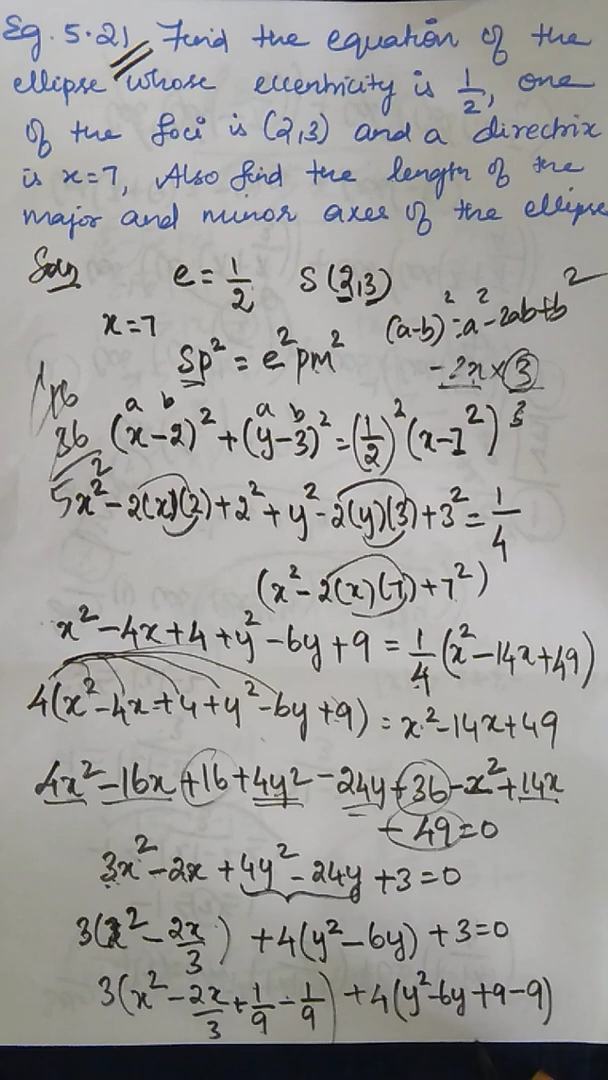 Eg. 5.21 Find the equation of the
ellipse whose eccentricity is 1/2, one
of the foci is (2,3) and a directrix
is x=7, Also find the length of the
major and minor axes of the ellipse
Soln e = 1/2 S(2,3)
x=7 (a-b)² = a² - 2ab + b²
SP² = e² PM² - 2x × 3
36 (x-2)² + (y-3)² = (1/2)² (x-7²)
a b a b
x² - 2(x)(2) + 2² + y² - 2(y)(3) + 3² = 1/4
(x² - 2(x)(7) + 7²)
x² - 4x + 4 + y² - 6y + 9 = 1/4 (x² - 14x + 49)
4(x² - 4x + 4 + y² - 6y + 9) = x² - 14x + 49
4x² - 16x + 16 + 4y² - 24y + 36 - x² + 14x
- 49 = 0
3x² - 2x + 4y² - 24y + 3 = 0
3(x² - 2x/3) + 4(y² - 6y) + 3 = 0
3(x² - 2x/3 + 1/9 - 1/9) + 4(y² - 6y + 9 - 9)